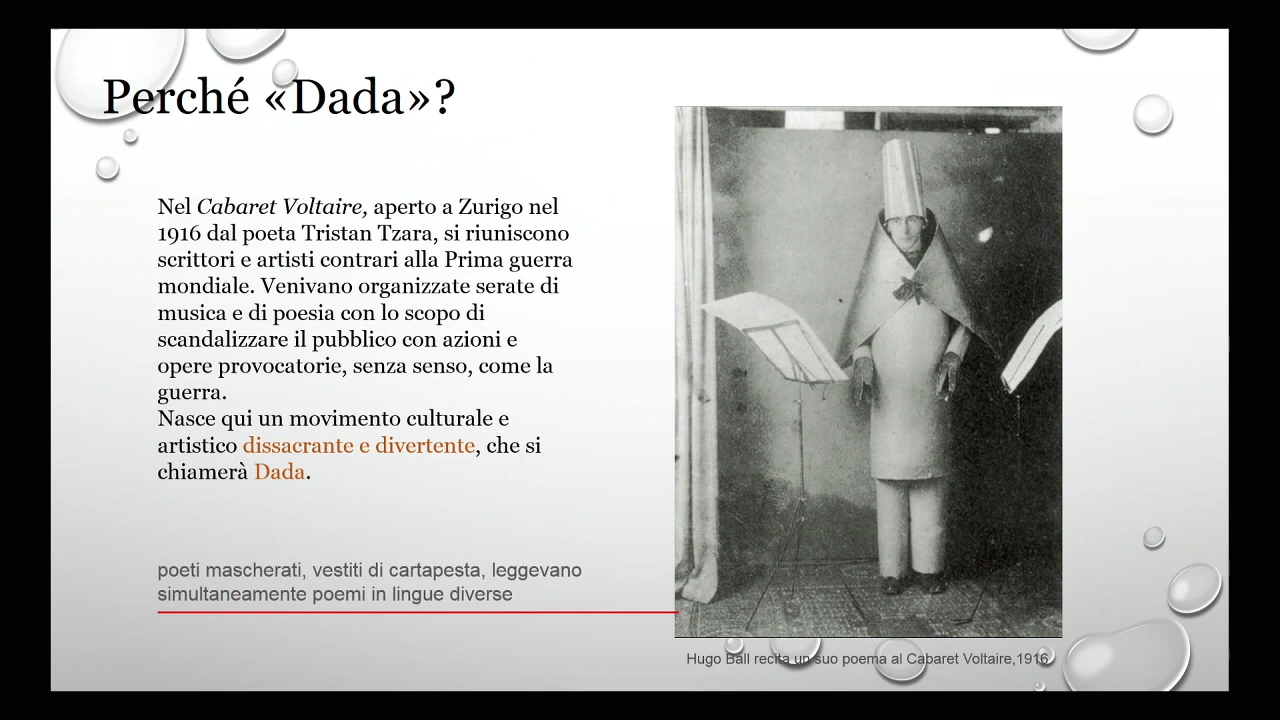 Perché «Dada»?
Nel Cabaret Voltaire, aperto a Zurigo nel
1916 dal poeta Tristan Tzara, si riuniscono
scrittori e artisti contrari alla Prima guerra
mondiale. Venivano organizzate serate di
musica e di poesia con lo scopo di
scandalizzare il pubblico con azioni e
opere provocatorie, senza senso, come la
guerra.
Nasce qui un movimento culturale e
artistico dissacrante e divertente, che si
chiamerà Dada.
poeti mascherati, vestiti di cartapesta, leggevano
simultaneamente poemi in lingue diverse
Hugo Ball recita un suo poema al Cabaret Voltaire,1916